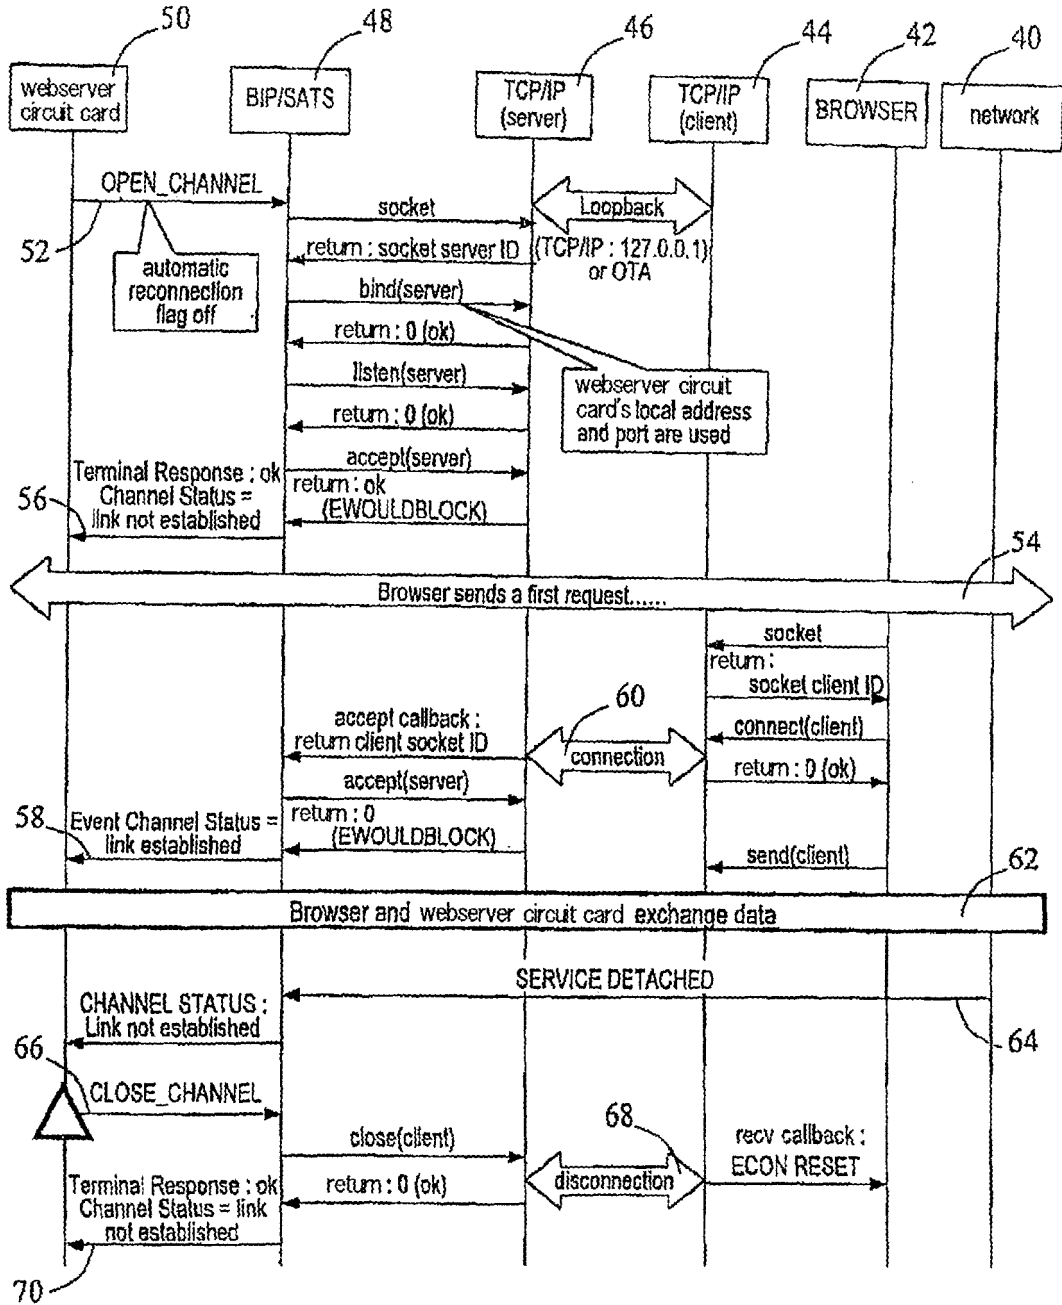 50
48
46
44
42
40
webserver
circuit card
BIP/SATS
TCP/IP
(server)
TCP/IP
(client)
BROWSER
network
OPEN_CHANNEL
52
automatic
reconnection
flag off
socket
Loopback
return : socket server ID
(TCP/IP : 127.0.0.1)
or OTA
bind(server)
return : 0 (ok)
listen(server)
return : 0 (ok)
webserver circuit
card's local address
and port are used
accept(server)
Terminal Response : ok
Channel Status =
link not established
56
return : ok
(EWOULDBLOCK)
54
Browser sends a first request......
socket
return :
socket client ID
accept callback :
return client socket ID
60
connection
connect(client)
return : 0 (ok)
accept(server)
58
Event Channel Status =
link established
return : 0
(EWOULDBLOCK)
send(client)
62
Browser and webserver circuit card exchange data
SERVICE DETACHED
64
CHANNEL STATUS :
Link not established
66
CLOSE_CHANNEL
close(client)
68
disconnection
recv callback :
ECON RESET
return : 0 (ok)
Terminal Response : ok
Channel Status = link
not established
70